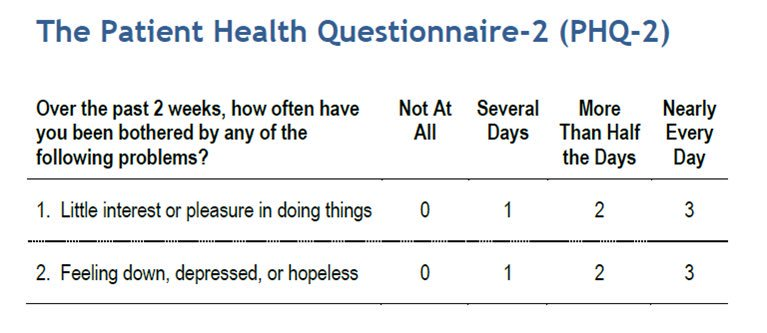 The Patient Health Questionnaire-2 (PHQ-2)
Over the past 2 weeks, how often have you been bothered by any of the following problems?
Not At All
Several Days
More Than Half the Days
Nearly Every Day
1. Little interest or pleasure in doing things 0 1 2 3
2. Feeling down, depressed, or hopeless 0 1 2 3